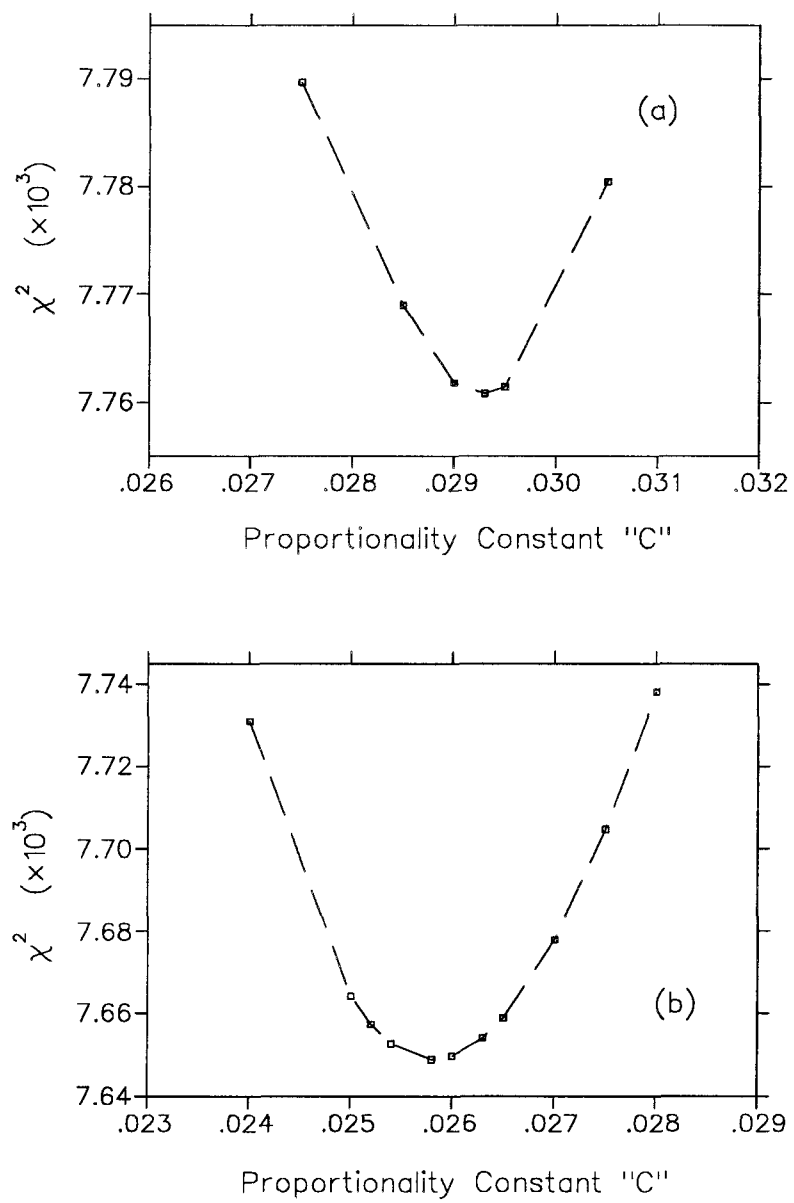 7.79
7.78
7.77
7.76
χ² (×10³)
(a)
.026 .027 .028 .029 .030 .031 .032
Proportionality Constant "C"
7.74
7.72
7.70
7.68
7.66
7.64
χ² (×10³)
(b)
.023 .024 .025 .026 .027 .028 .029
Proportionality Constant "C"